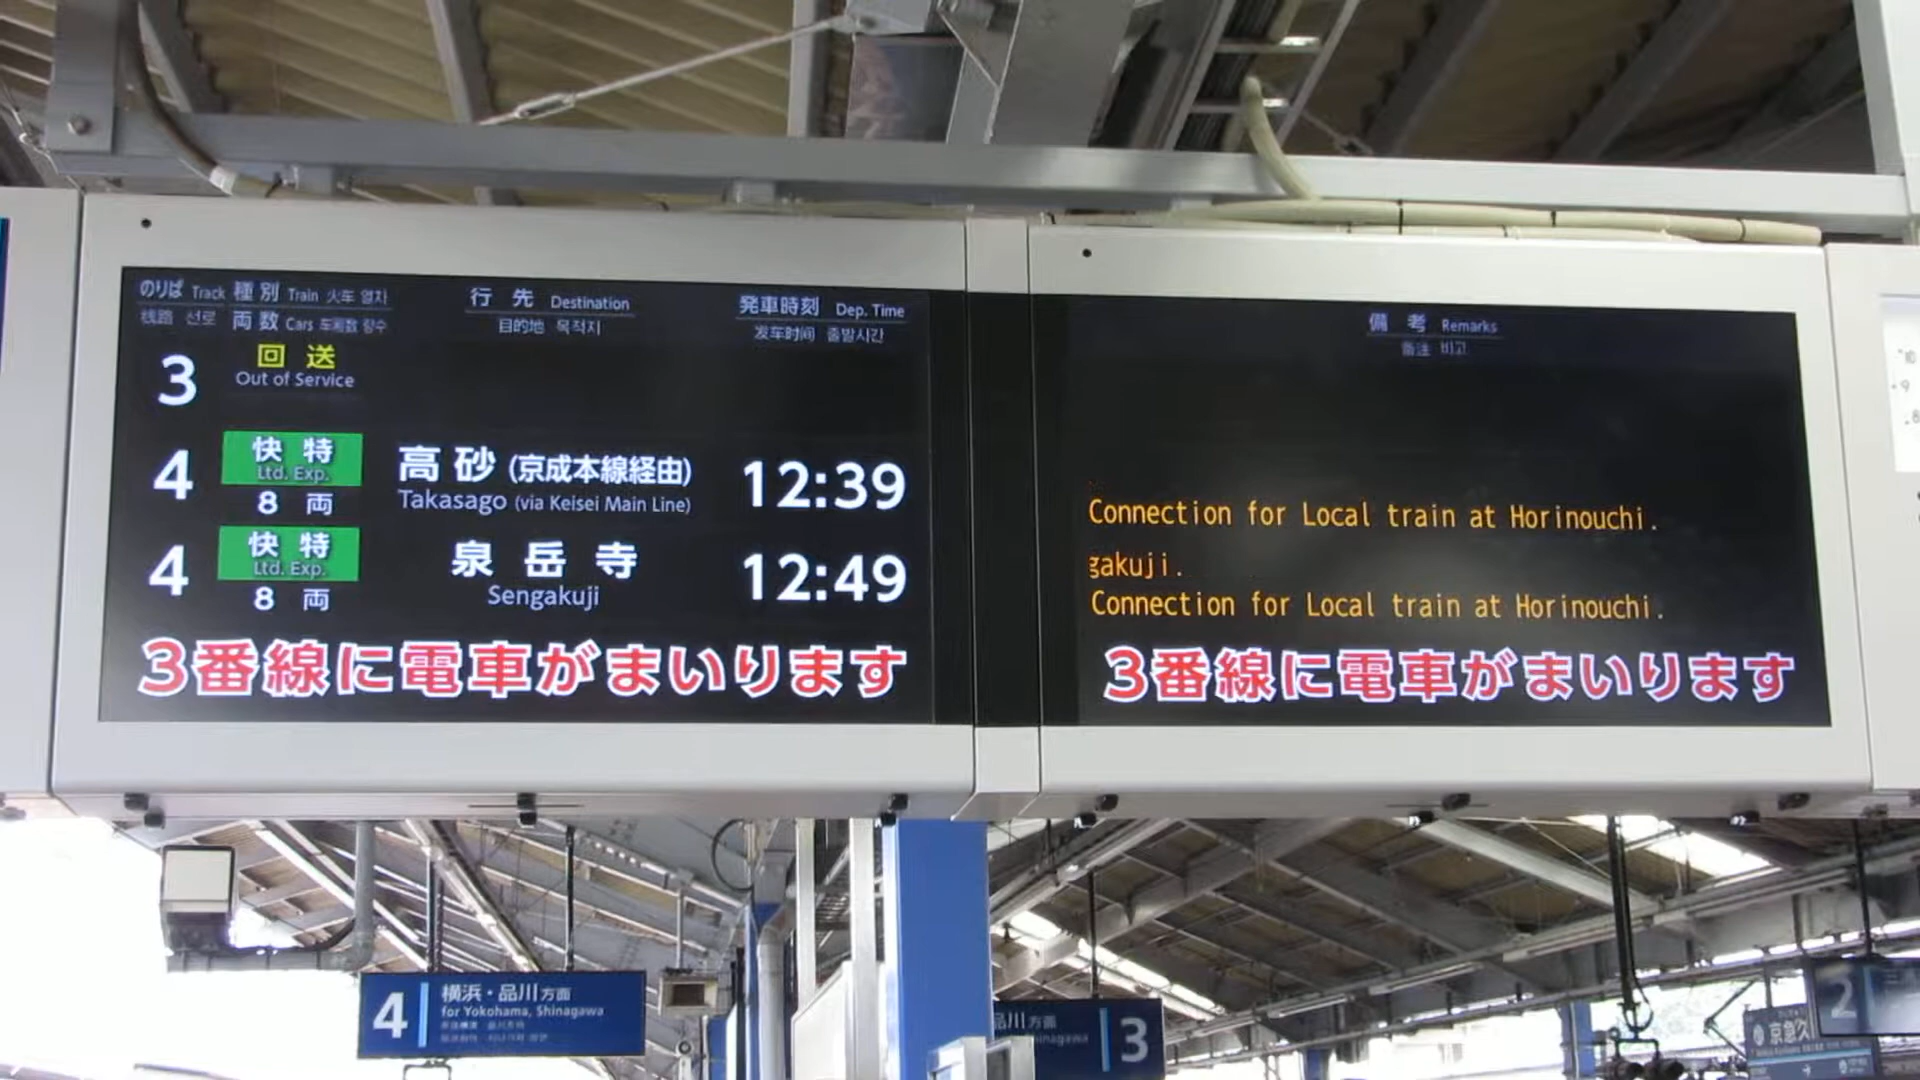 のりば Track 種別 Train 火车 열차
线路 선로 両数 Cars 车厢数 량수
行先 Destination
目的地 목적지
発車時刻 Dep. Time
发车时间 출발시간
3 回送
Out of Service
4 快特 高砂 (京成本線経由) 12:39
Ltd. Exp. Takasago (via Keisei Main Line)
8両
4 快特 泉岳寺 12:49
Ltd. Exp. Sengakuji
8両
3番線に電車がまいります
備考 Remarks
备注 비고
Connection for Local train at Horinouchi.
gakuji.
Connection for Local train at Horinouchi.
3番線に電車がまいります
4 横浜・品川方面
for Yokohama, Shinagawa
品川方面 3
hinagawa
2
京急久
10
9
8